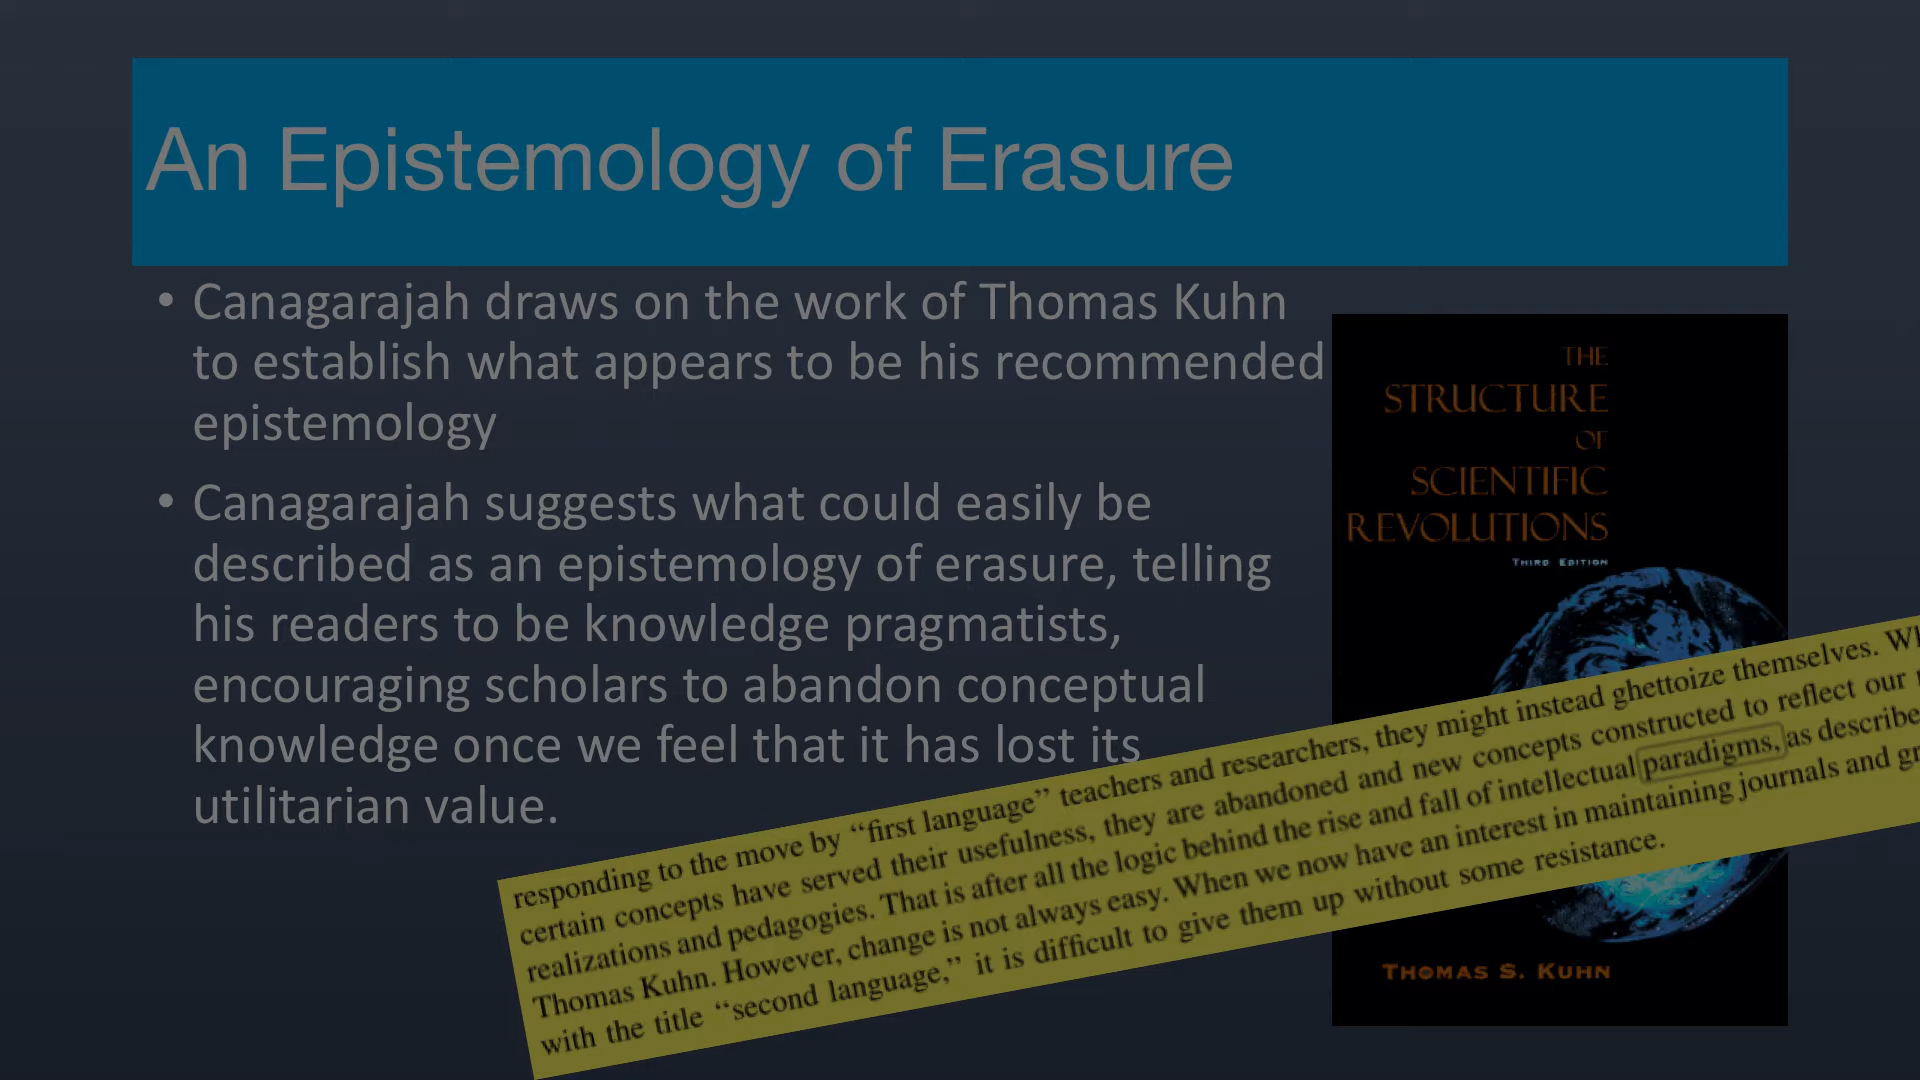 An Epistemology of Erasure
• Canagarajah draws on the work of Thomas Kuhn
to establish what appears to be his recommended
epistemology
• Canagarajah suggests what could easily be
described as an epistemology of erasure, telling
his readers to be knowledge pragmatists,
encouraging scholars to abandon conceptual
knowledge once we feel that it has lost its
utilitarian value.
THE
STRUCTURE
OF
SCIENTIFIC
REVOLUTIONS
THIRD EDITION
responding to the move by “first language” teachers and researchers, they might instead ghettoize themselves.
certain concepts have served their usefulness, they are abandoned and new concepts constructed to reflect our
realizations and pedagogies. That is after all the logic behind the rise and fall of intellectual paradigms, as
Thomas Kuhn. However, change is not always easy. When we now have an interest in maintaining journals and
with the title “second language,” it is difficult to give them up without some resistance.
THOMAS S. KUHN